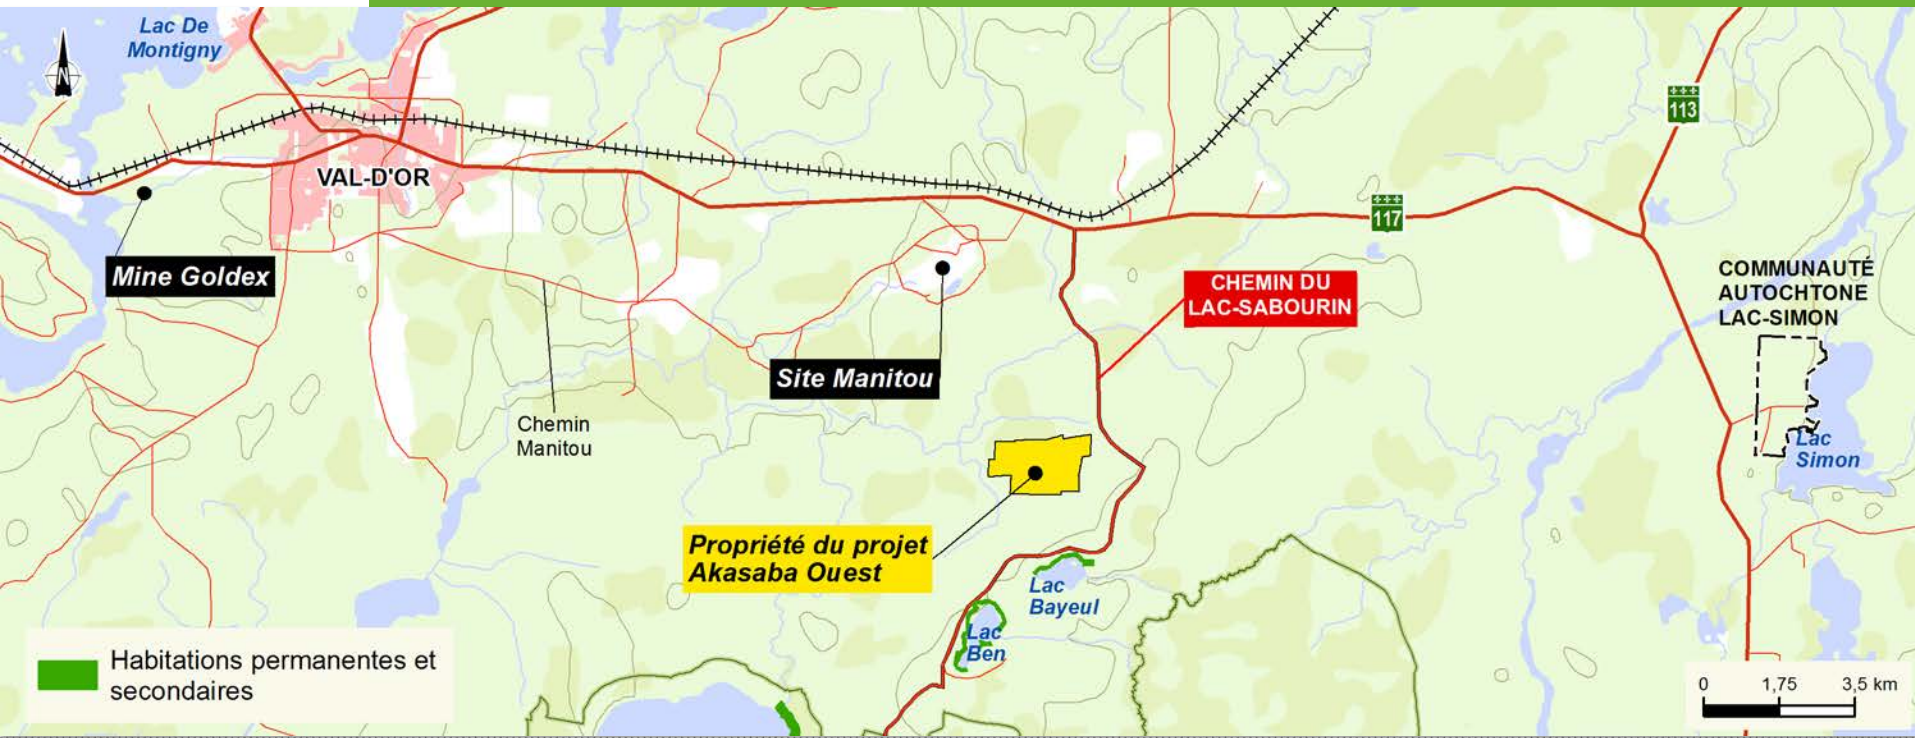 Lac De
Montigny
N
113
VAL-D'OR
117
Mine Goldex
CHEMIN DU
LAC-SABOURIN
COMMUNAUTÉ
AUTOCHTONE
LAC-SIMON
Site Manitou
Chemin
Manitou
Lac
Simon
Propriété du projet
Akasaba Ouest
Lac
Bayeul
Lac
Ben
Habitations permanentes et
secondaires
0 1,75 3,5 km